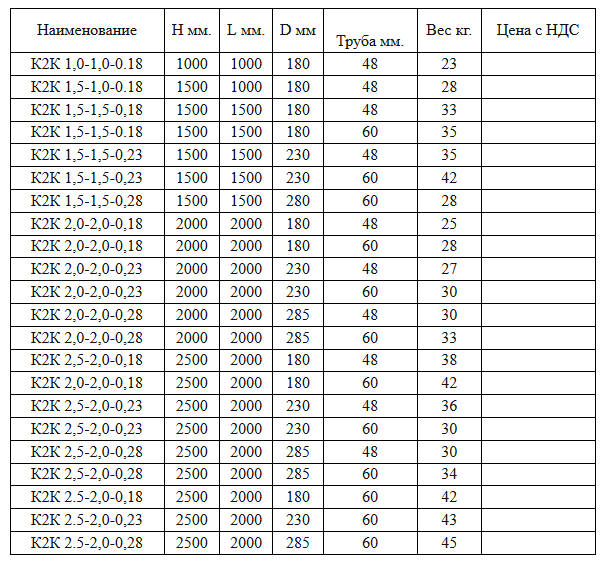 Наименование H мм. L мм. D мм Труба мм. Вес кг. Цена с НДС
К2К 1,0-1,0-0.18 1000 1000 180 48 23
К2К 1,5-1,0-0.18 1500 1000 180 48 28
К2К 1,5-1,5-0,18 1500 1500 180 48 33
К2К 1,5-1,5-0,18 1500 1500 180 60 35
К2К 1,5-1,5-0,23 1500 1500 230 48 35
К2К 1,5-1,5-0,23 1500 1500 230 60 42
К2К 1,5-1,5-0,28 1500 1500 280 60 28
К2К 2,0-2,0-0,18 2000 2000 180 48 25
К2К 2,0-2,0-0,18 2000 2000 180 60 28
К2К 2,0-2,0-0,23 2000 2000 230 48 27
К2К 2,0-2,0-0,23 2000 2000 230 60 30
К2К 2,0-2,0-0,28 2000 2000 285 48 30
К2К 2,0-2,0-0,28 2000 2000 285 60 33
К2К 2,5-2,0-0,18 2500 2000 180 48 38
К2К 2,0-2,0-0,18 2500 2000 180 60 42
К2К 2,5-2,0-0,23 2500 2000 230 48 36
К2К 2,5-2,0-0,23 2500 2000 230 60 30
К2К 2,5-2,0-0,28 2500 2000 285 48 30
К2К 2,5-2,0-0,28 2500 2000 285 60 34
К2К 2.5-2,0-0,18 2500 2000 180 60 42
К2К 2.5-2,0-0,23 2500 2000 230 60 43
К2К 2.5-2,0-0,28 2500 2000 285 60 45